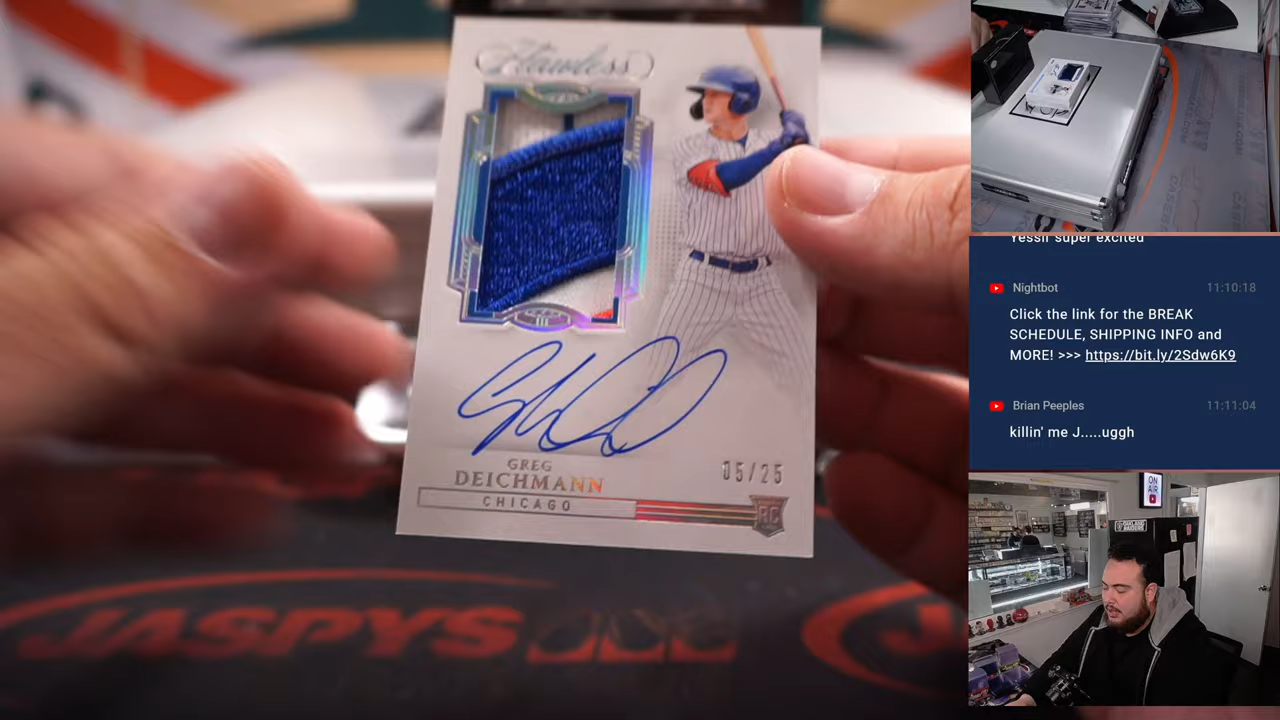 Flawless
GREG
DEICHMANN
CHICAGO
05/25
RC
JASPYS
Yessir super excited
Nightbot 11:10:18
Click the link for the BREAK
SCHEDULE, SHIPPING INFO and
MORE! >>> https://bit.ly/2Sdw6K9
Brian Peeples 11:11:04
killin' me J.....uggh
ON
AIR